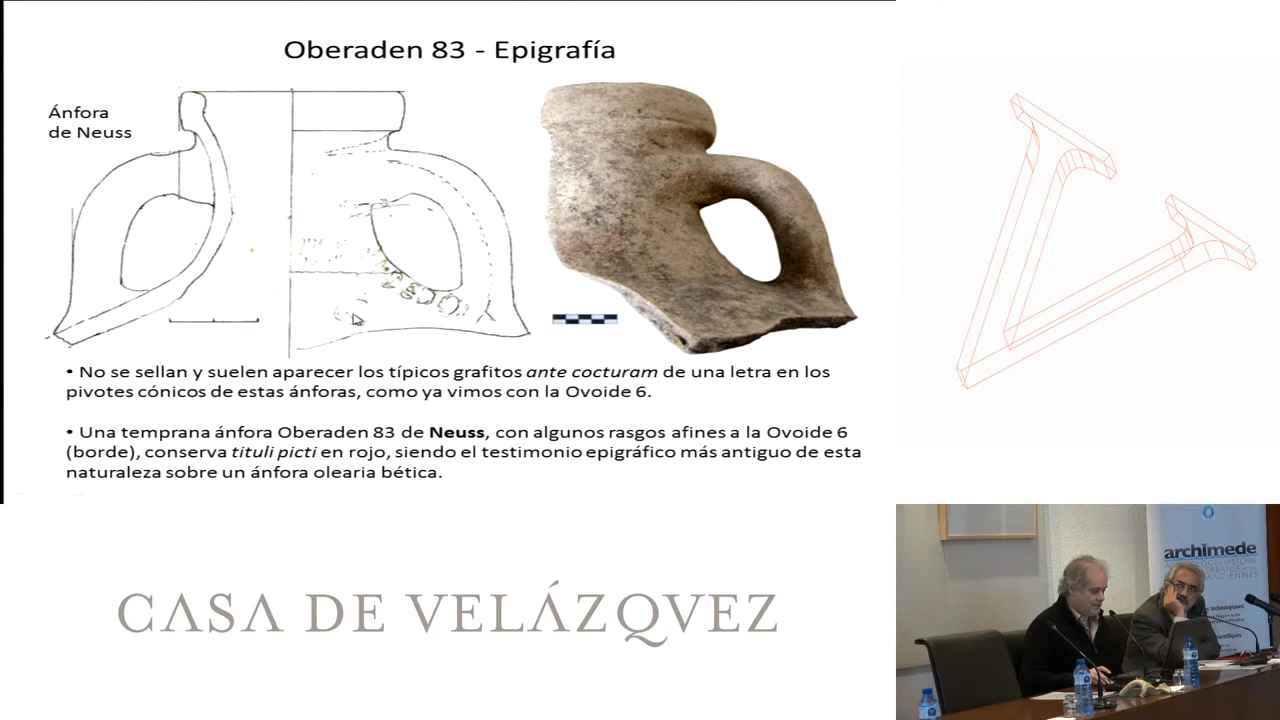 Oberaden 83 - Epigrafía
Ánfora
de Neuss
• No se sellan y suelen aparecer los típicos grafitos ante cocturam de una letra en los
pivotes cónicos de estas ánforas, como ya vimos con la Ovoide 6.
• Una temprana ánfora Oberaden 83 de Neuss, con algunos rasgos afines a la Ovoide 6
(borde), conserva tituli picti en rojo, siendo el testimonio epigráfico más antiguo de esta
naturaleza sobre un ánfora olearia bética.
CASA DE VELÁZQVEZ
archimede